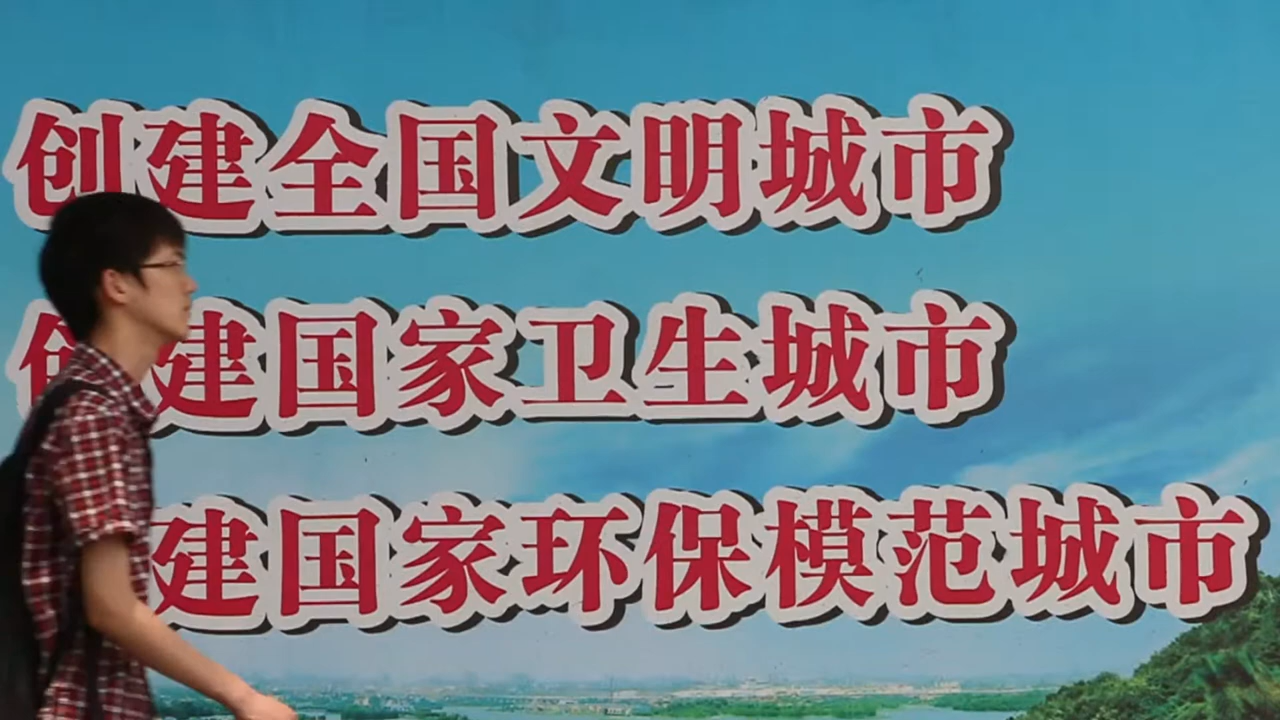 创建全国文明城市
创建国家卫生城市
建国家环保模范城市